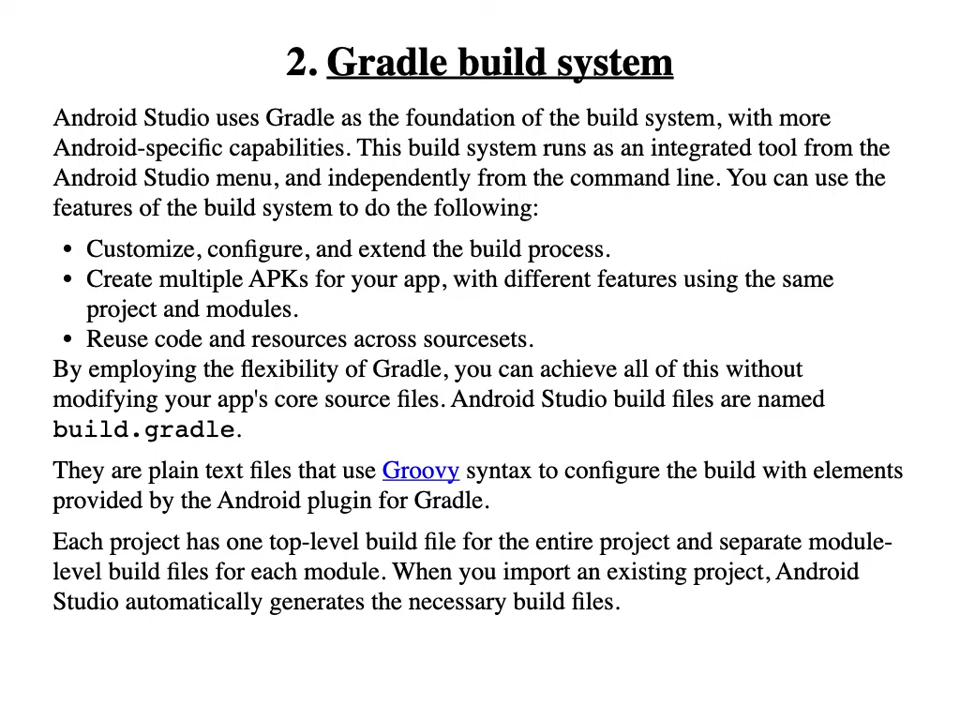 2. Gradle build system
Android Studio uses Gradle as the foundation of the build system, with more
Android-specific capabilities. This build system runs as an integrated tool from the
Android Studio menu, and independently from the command line. You can use the
features of the build system to do the following:
• Customize, configure, and extend the build process.
• Create multiple APKs for your app, with different features using the same
project and modules.
• Reuse code and resources across sourcesets.
By employing the flexibility of Gradle, you can achieve all of this without
modifying your app's core source files. Android Studio build files are named
build.gradle.
They are plain text files that use Groovy syntax to configure the build with elements
provided by the Android plugin for Gradle.
Each project has one top-level build file for the entire project and separate module-
level build files for each module. When you import an existing project, Android
Studio automatically generates the necessary build files.